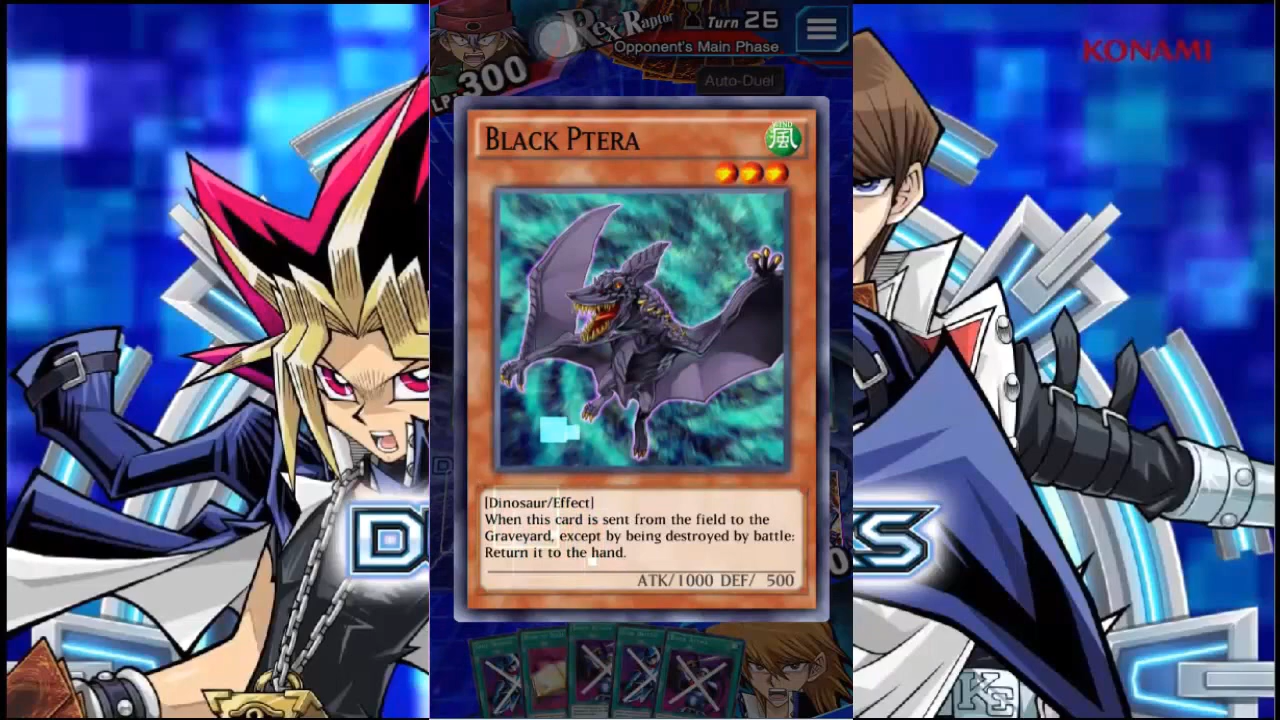 Rex Raptor
Turn 26
Opponent's Main Phase
KONAMI
LP: 300
Auto-Duel
BLACK PTERA
WIND
風
[Dinosaur/Effect]
When this card is sent from the field to the
Graveyard, except by being destroyed by battle:
Return it to the hand.
ATK/1000 DEF/ 500
KC